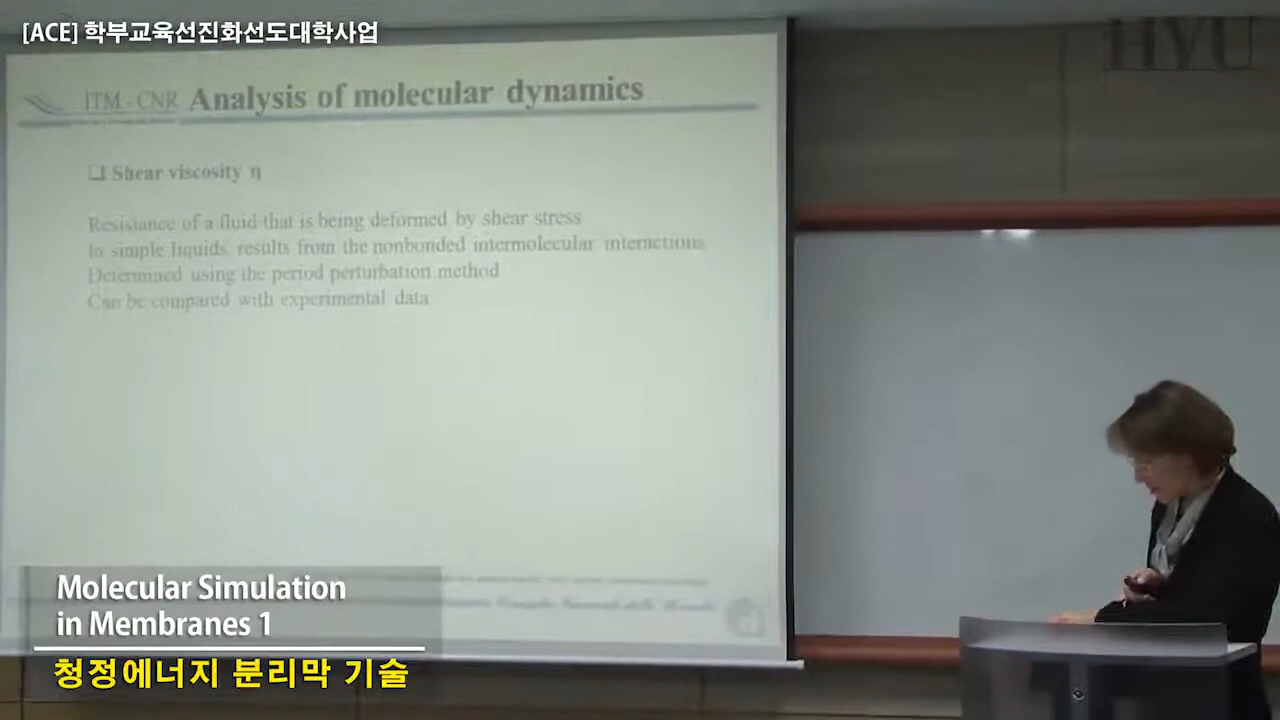 [ACE] 학부교육선진화선도대학사업
HYU
ITM - CNR Analysis of molecular dynamics
❑ Shear viscosity η
Resistance of a fluid that is being deformed by shear stress
In simple liquids, results from the nonbonded intermolecular interactions
Determined using the period perturbation method
Can be compared with experimental data
Molecular Simulation
in Membranes 1
청정에너지 분리막 기술